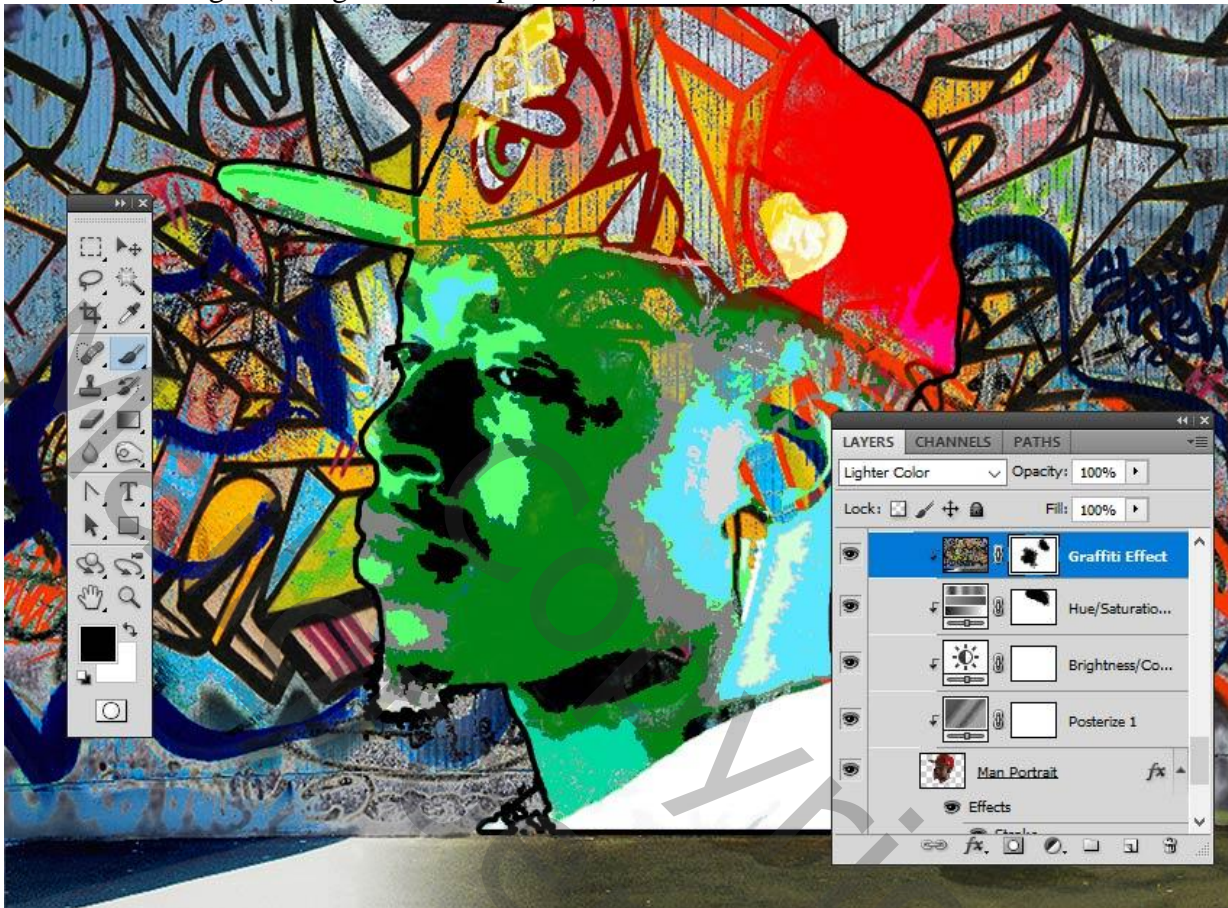 LAYERS CHANNELS PATHS
Lighter Color Opacity: 100%
Lock: Fill: 100%
Graffiti Effect
Hue/Saturatio...
Brightness/Co...
Posterize 1
Man Portrait fx
Effects